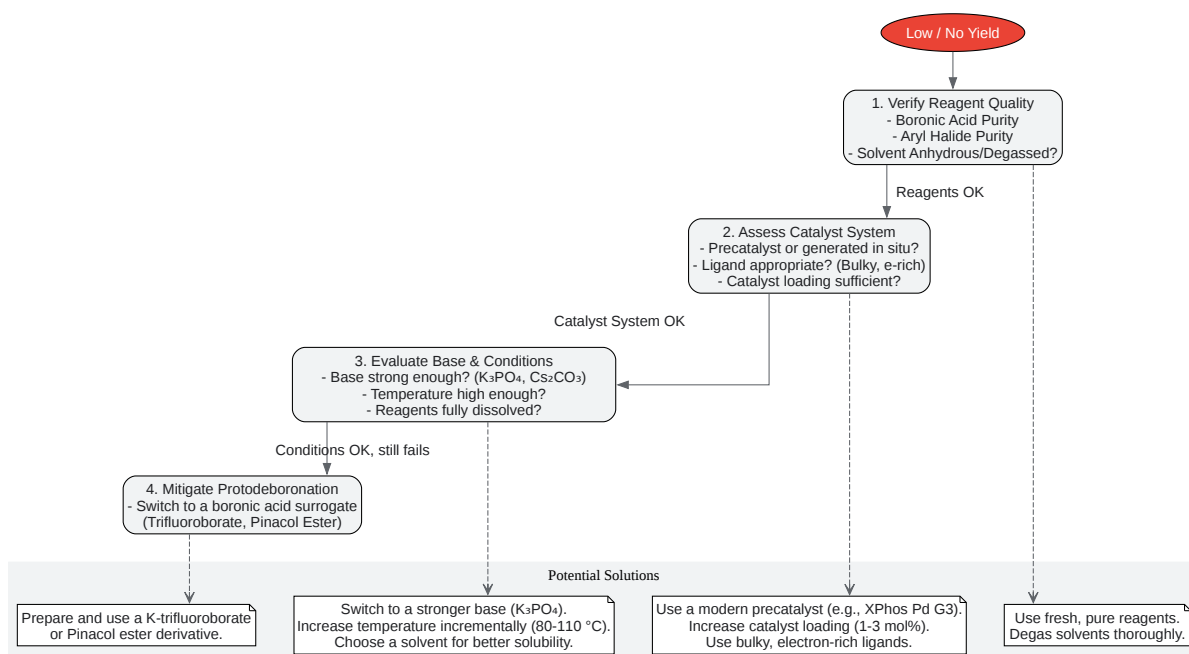 Low / No Yield
1. Verify Reagent Quality
- Boronic Acid Purity
- Aryl Halide Purity
- Solvent Anhydrous/Degassed?
Reagents OK
2. Assess Catalyst System
- Precatalyst or generated in situ?
- Ligand appropriate? (Bulky, e-rich)
- Catalyst loading sufficient?
Catalyst System OK
3. Evaluate Base & Conditions
- Base strong enough? (K₃PO₄, Cs₂CO₃)
- Temperature high enough?
- Reagents fully dissolved?
Conditions OK, still fails
4. Mitigate Protodeboronation
- Switch to a boronic acid surrogate
(Trifluoroborate, Pinacol Ester)
Potential Solutions
Prepare and use a K-trifluoroborate
or Pinacol ester derivative.
Switch to a stronger base (K₃PO₄).
Increase temperature incrementally (80-110 °C).
Choose a solvent for better solubility.
Use a modern precatalyst (e.g., XPhos Pd G3).
Increase catalyst loading (1-3 mol%).
Use bulky, electron-rich ligands.
Use fresh, pure reagents.
Degas solvents thoroughly.